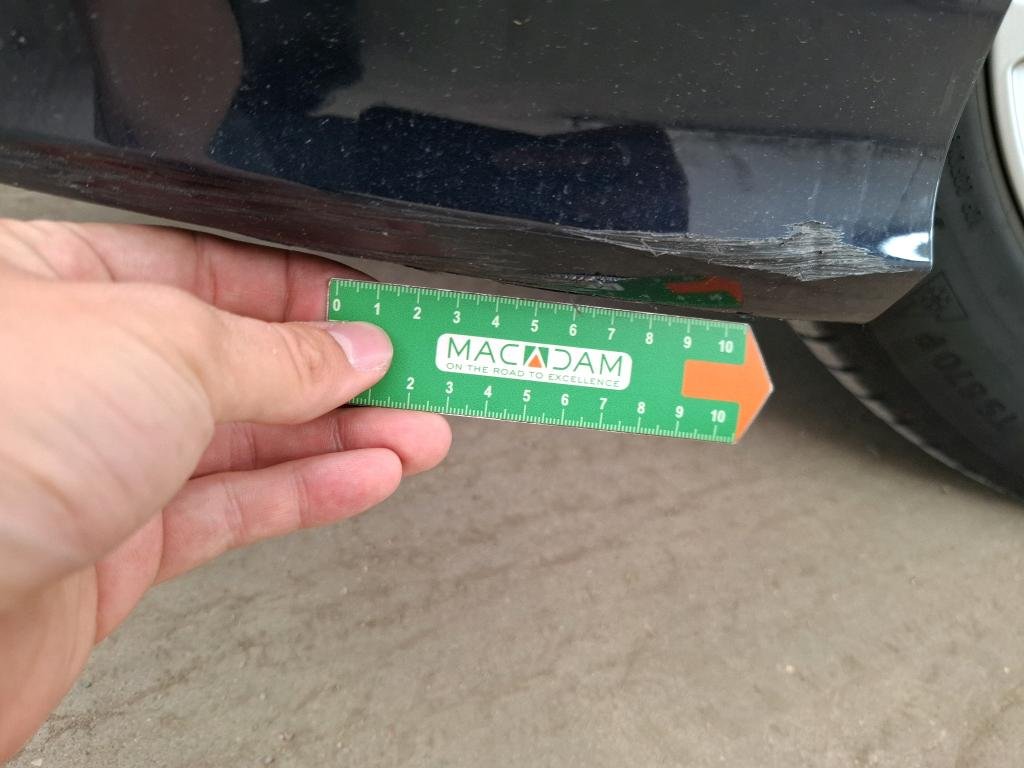 0 1 2 3 4 5 6 7 8 9 10
MACADAM
ON THE ROAD TO EXCELLENCE
2 3 4 5 6 7 8 9 10
TS870P